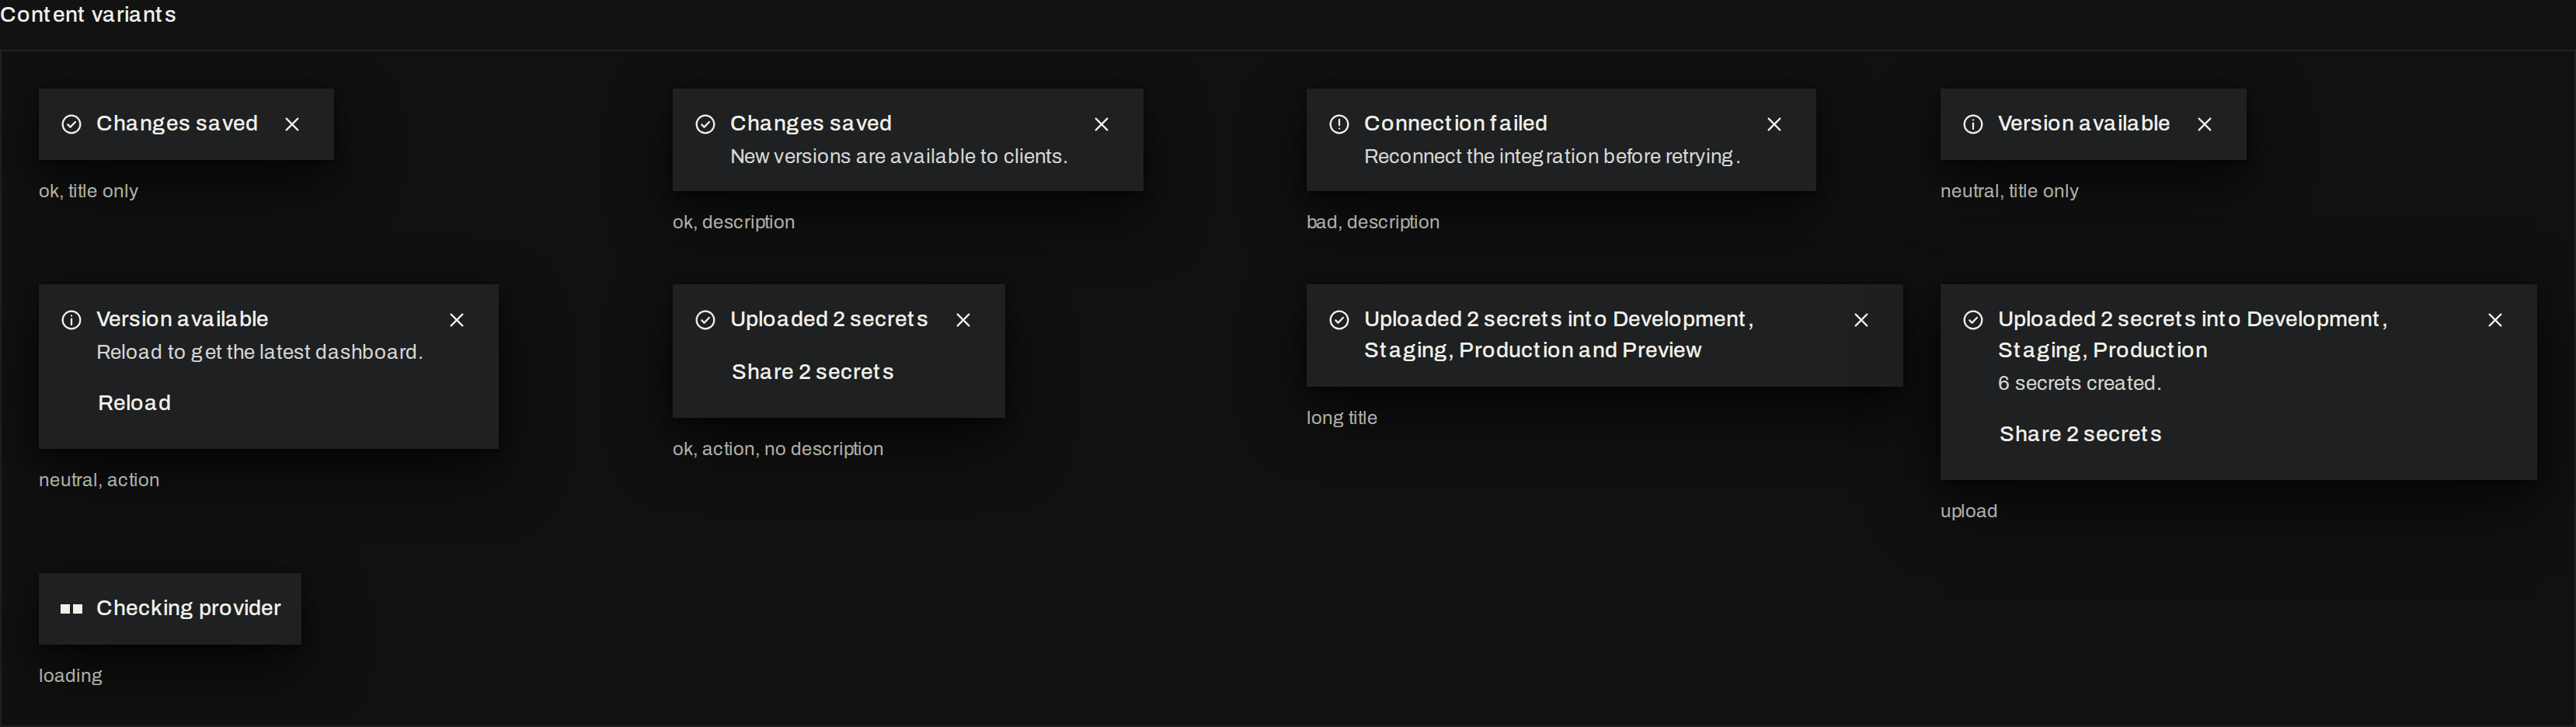 Content variants
Changes saved
ok, title only
Changes saved
New versions are available to clients.
ok, description
Connection failed
Reconnect the integration before retrying.
bad, description
Version available
neutral, title only
Version available
Reload to get the latest dashboard.
Reload
neutral, action
Uploaded 2 secrets
Share 2 secrets
ok, action, no description
Uploaded 2 secrets into Development,
Staging, Production and Preview
long title
Uploaded 2 secrets into Development,
Staging, Production
6 secrets created.
Share 2 secrets
upload
Checking provider
loading